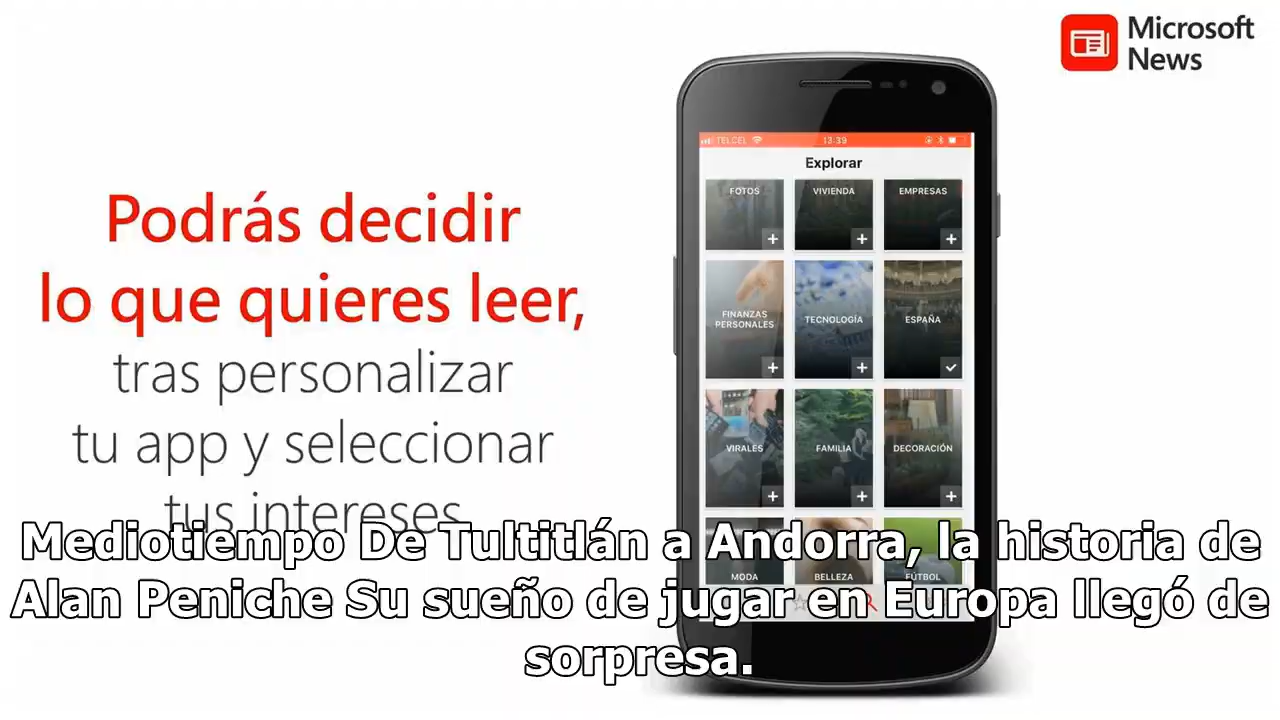 Microsoft
News
TELCEL
13:39
Explorar
FOTOS
VIVIENDA
EMPRESAS
FINANZAS
PERSONALES
TECNOLOGÍA
ESPAÑA
VIRALES
FAMILIA
DECORACIÓN
MODA
BELLEZA
FÚTBOL
Podrás decidir
lo que quieres leer,
tras personalizar
tu app y seleccionar
tus intereses
Mediotiempo De Tultitlán a Andorra, la historia de
Alan Peniche Su sueño de jugar en Europa llegó de
sorpresa.